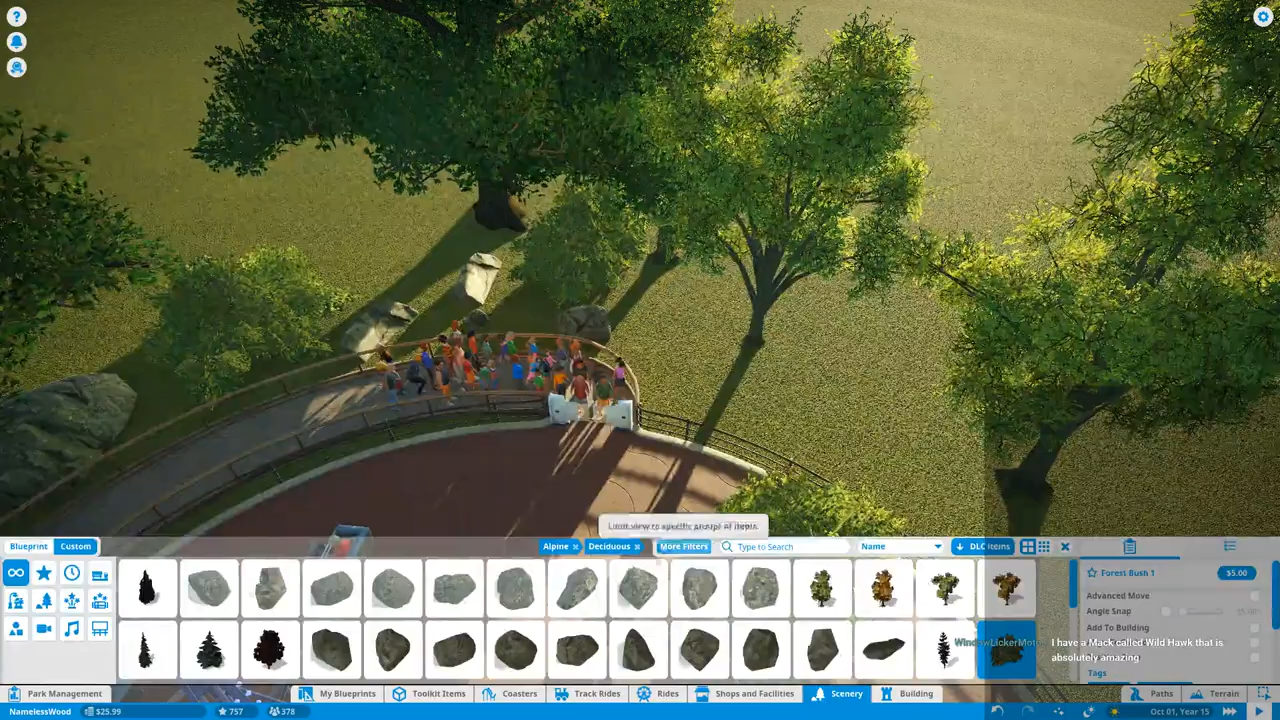 Limit view to specific groups of items.
Blueprint Custom Alpine × Deciduous × More Filters Type to Search Name DLC Items
Forest Bush 1 $5.00
Advanced Move
Angle Snap
Add To Building
I have a Mack called Wild Hawk that is
absolutely amazing
Tags
Park Management My Blueprints Toolkit Items Coasters Track Rides Rides Shops and Facilities Scenery Building Paths Terrain
NamelessWood $25.99 757 378 Oct 01, Year 15